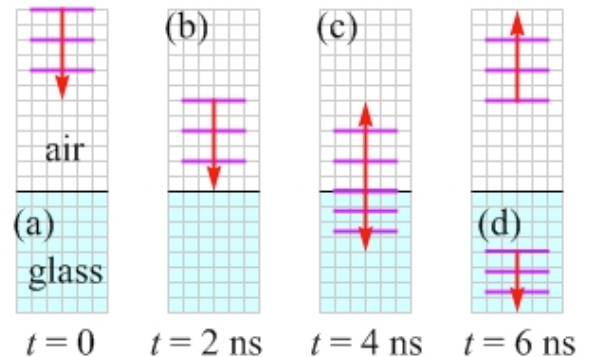 (b)
(c)
air
(a)
(d)
glass
t = 0
t = 2 ns
t = 4 ns
t = 6 ns